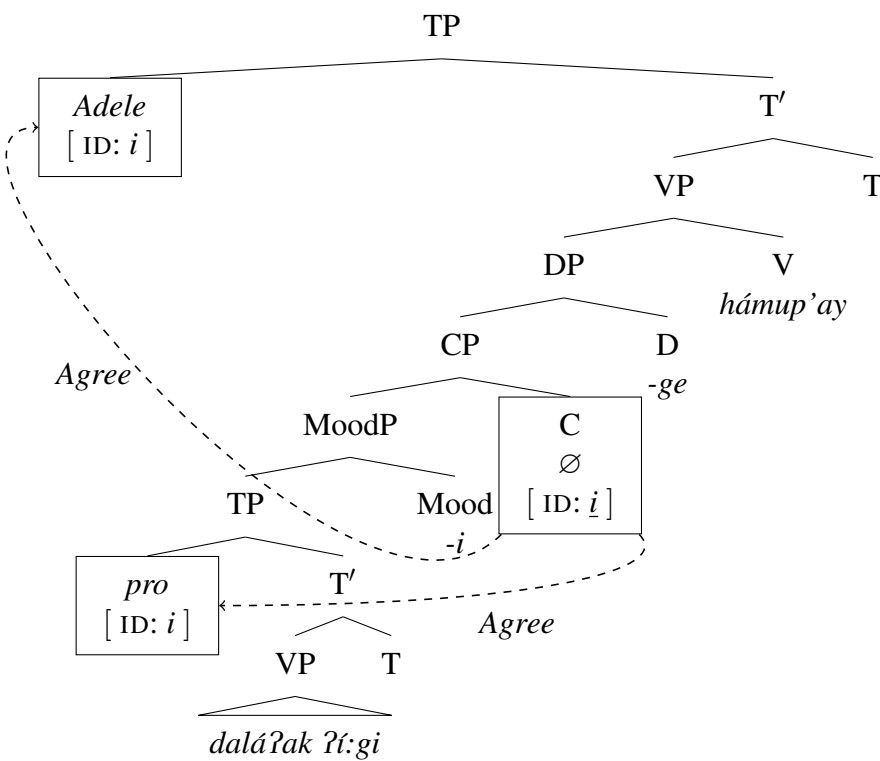 TP
Adele
[ ID: i ]
T′
VP T
DP V
hámup’ay
CP D
-ge
Agree
MoodP C
∅
[ ID: i ]
TP Mood
-i
pro
[ ID: i ]
T′
Agree
VP T
daláʔak ʔí:gi